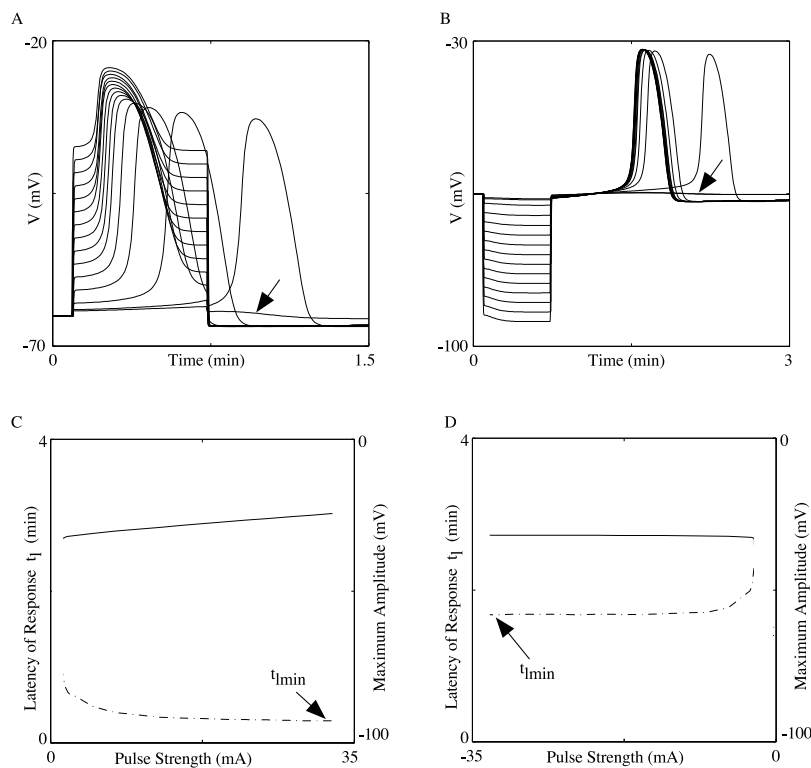 A
B
-20
-30
V (mV)
V (mV)
-70
-100
0
Time (min)
1.5
0
Time (min)
3
C
D
4
0
4
0
Latency of Response t_l (min)
Maximum Amplitude (mV)
Latency of Response t_l (min)
Maximum Amplitude (mV)
t_lmin
t_lmin
0
-100
0
-100
0
Pulse Strength (mA)
35
-35
Pulse Strength (mA)
0